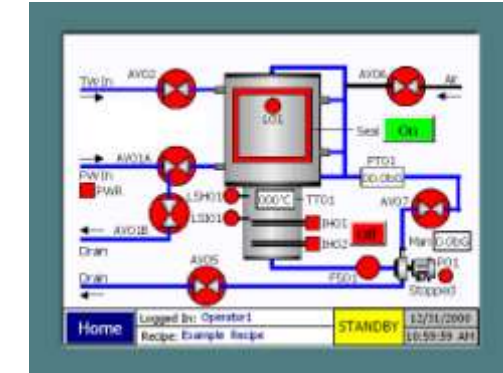 AV02
AV06
TW In
Air
LO1
Seal
On
AV01A
PT01
PW In
00.0bG
PWR
LSH01
000°C
TT01
AV07
LSL01
IH01
Off
AV01B
IH02
Man
0.0bG
Drain
AV05
P01
Drain
FS01
Stopped
Home
Logged In: Operator1
STANDBY
12/31/2000
Recipe: Example Recipe
10:59:59 AM